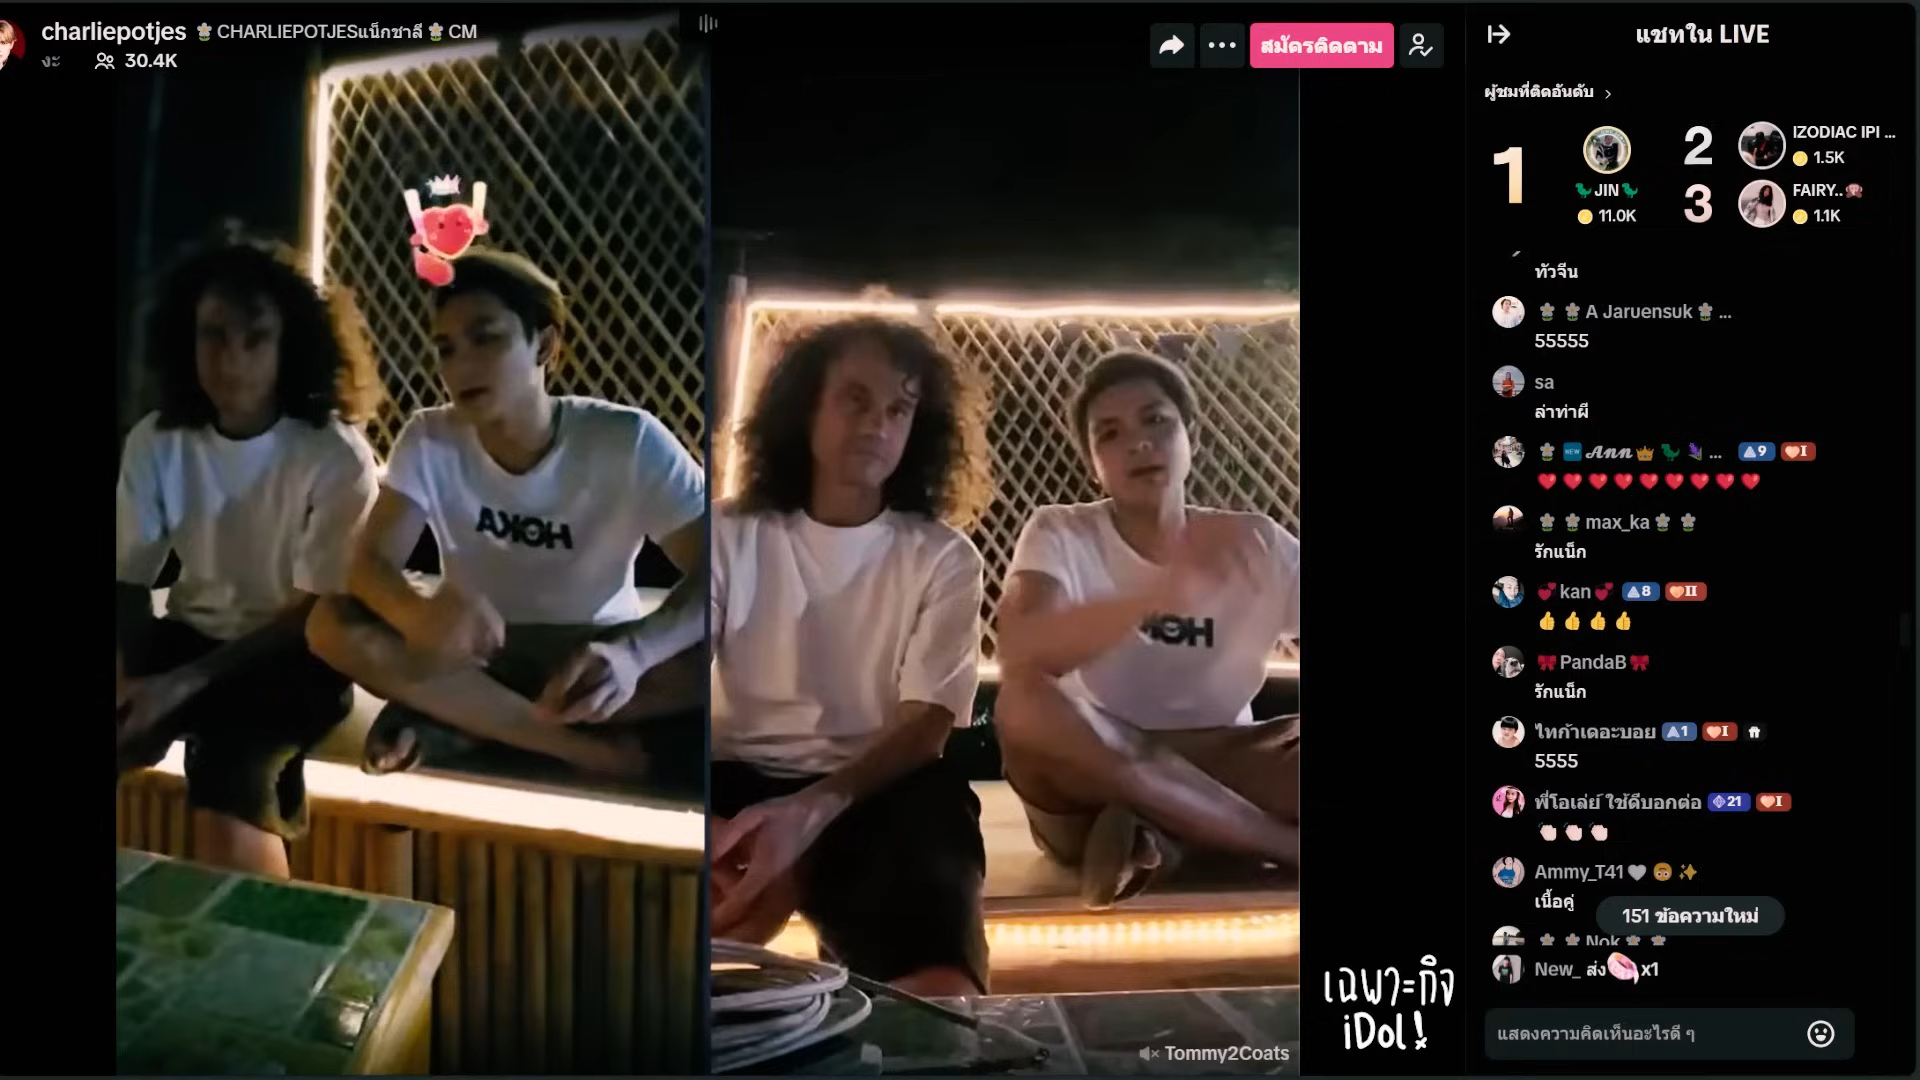 charliepotjes CHARLIEPOTJESแน็กชาลี CM
งะ 30.4K
สมัครติดตาม
แชทใน LIVE
ผู้ชมที่ติดอันดับ
1
JIN
11.0K
2
IZODIAC IPI ...
1.5K
3
FAIRY..
1.1K
ทัวจีน
A Jaruensuk ...
55555
sa
ล่าท่าผี
NEW Ann ... 9 I
max_ka
รักแน็ก
kan 8 II
PandaB
รักแน็ก
ไทก้าเดอะบอย 1 I
5555
พี่โอเล่ย์ ใช้ดีบอกต่อ 21 I
Ammy_T41
เนื้อคู่
151 ข้อความใหม่
Nok
New_ ส่ง x1
แสดงความคิดเห็นอะไรดี ๆ
HOKA
HOKA
เฉพาะกิจ
iDol!
Tommy2Coats